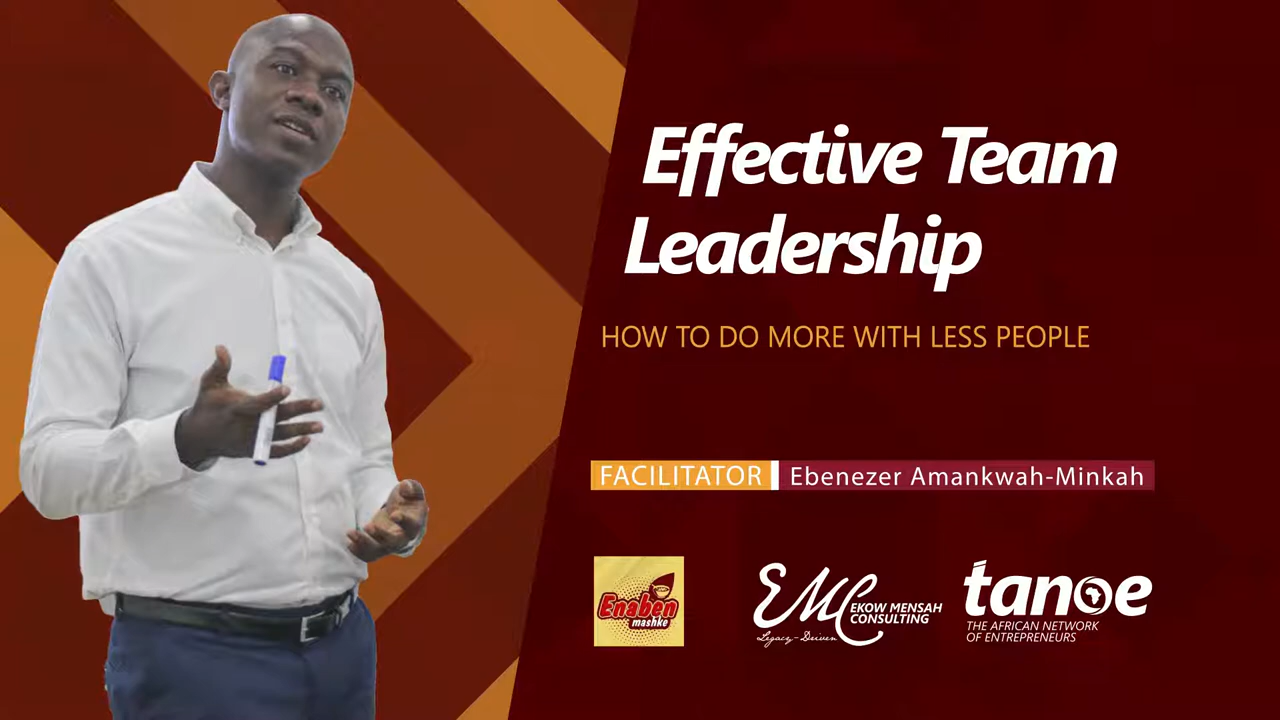 Effective Team
Leadership
HOW TO DO MORE WITH LESS PEOPLE
FACILITATOR Ebenezer Amankwah-Minkah
Enaben
mashke
EMC
EKOW MENSAH
CONSULTING
Legacy-Driven
tanoe
THE AFRICAN NETWORK
OF ENTREPRENEURS